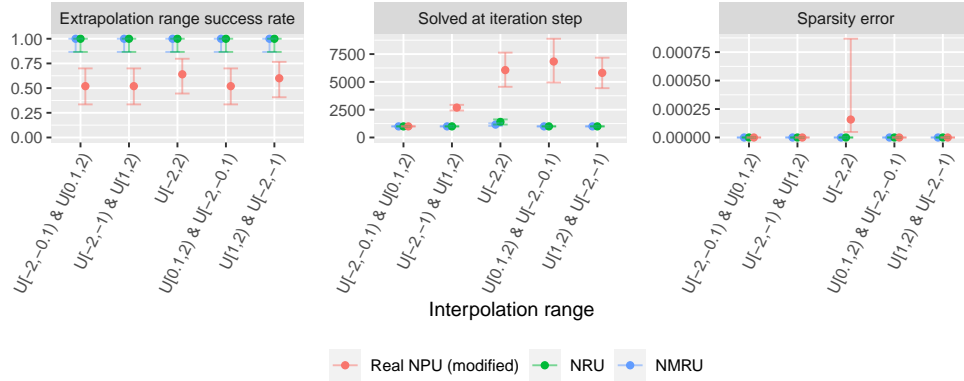 Extrapolation range success rate
Solved at iteration step
Sparsity error
1.00
0.75
0.50
0.25
0.00
7500
5000
2500
0
0.00075
0.00050
0.00025
0.00000
U[−2,−0.1) & U[0.1,2)
U[−2,−1) & U[1,2)
U[−2,2)
U[0.1,2) & U[−2,−0.1)
U[1,2) & U[−2,−1)
U[−2,−0.1) & U[0.1,2)
U[−2,−1) & U[1,2)
U[−2,2)
U[0.1,2) & U[−2,−0.1)
U[1,2) & U[−2,−1)
U[−2,−0.1) & U[0.1,2)
U[−2,−1) & U[1,2)
U[−2,2)
U[0.1,2) & U[−2,−0.1)
U[1,2) & U[−2,−1)
Interpolation range
Real NPU (modified)
NRU
NMRU